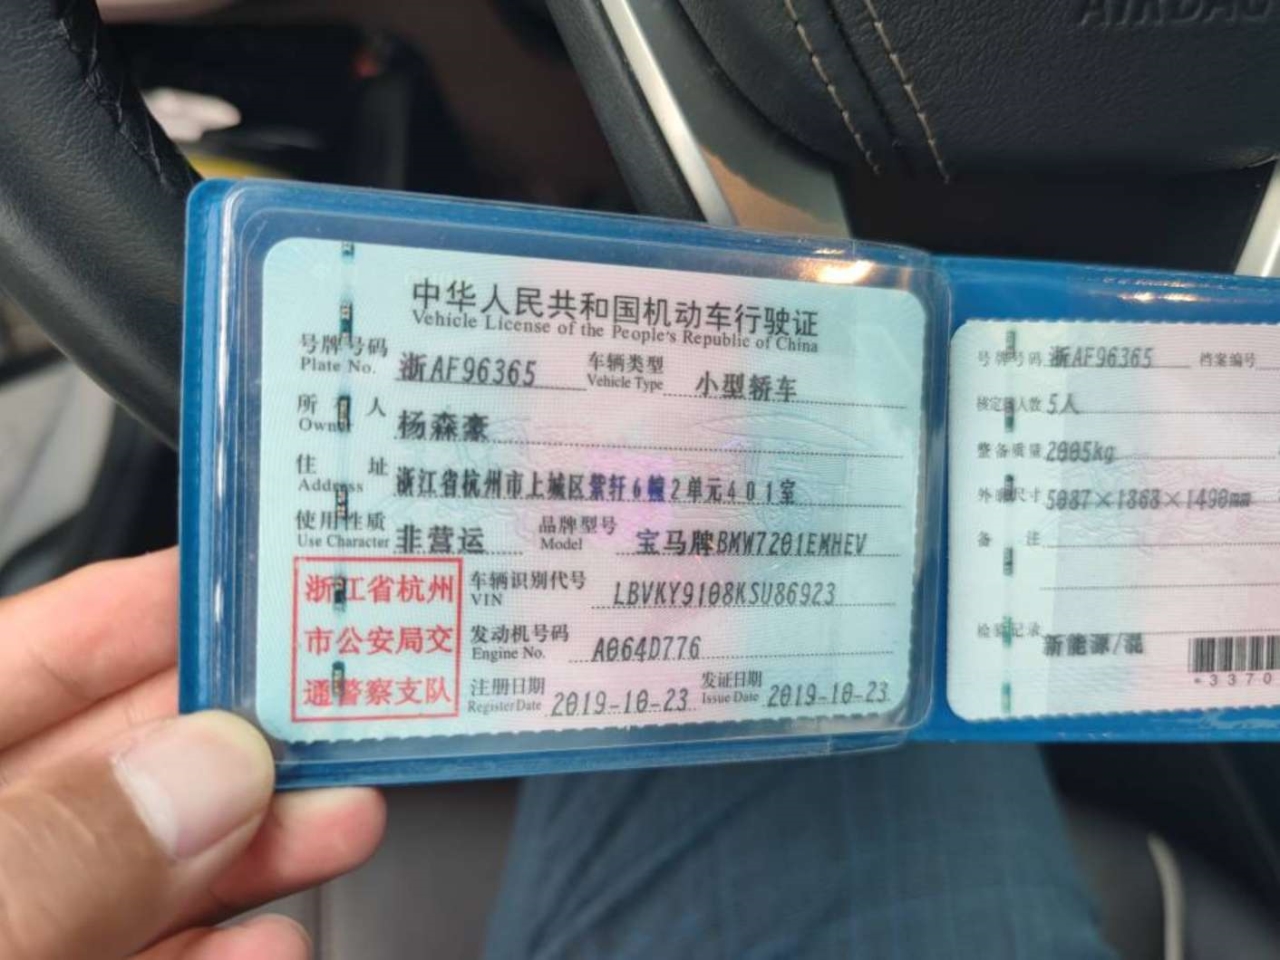 AIRBAG
中华人民共和国机动车行驶证
Vehicle License of the People's Republic of China
号牌号码 浙AF96365 车辆类型 小型轿车
Plate No. Vehicle Type
所 有 人 杨森豪
Owner
住 址 浙江省杭州市上城区紫轩6幢2单元401室
Address
使用性质 非营运 品牌型号 宝马牌BMW7201EMHEV
Use Character Model
浙江省杭州
市公安局交
通警察支队
车辆识别代号 LBVKY9108KSU86923
VIN
发动机号码 A064D776
Engine No.
注册日期 2019-10-23 发证日期 2019-10-23
Register Date Issue Date
号牌号码 浙AF96365 档案编号
核定载人数 5人
整备质量 2005kg
外廓尺寸 5087×1868×1490mm
备 注
检验记录 新能源/混
*3370